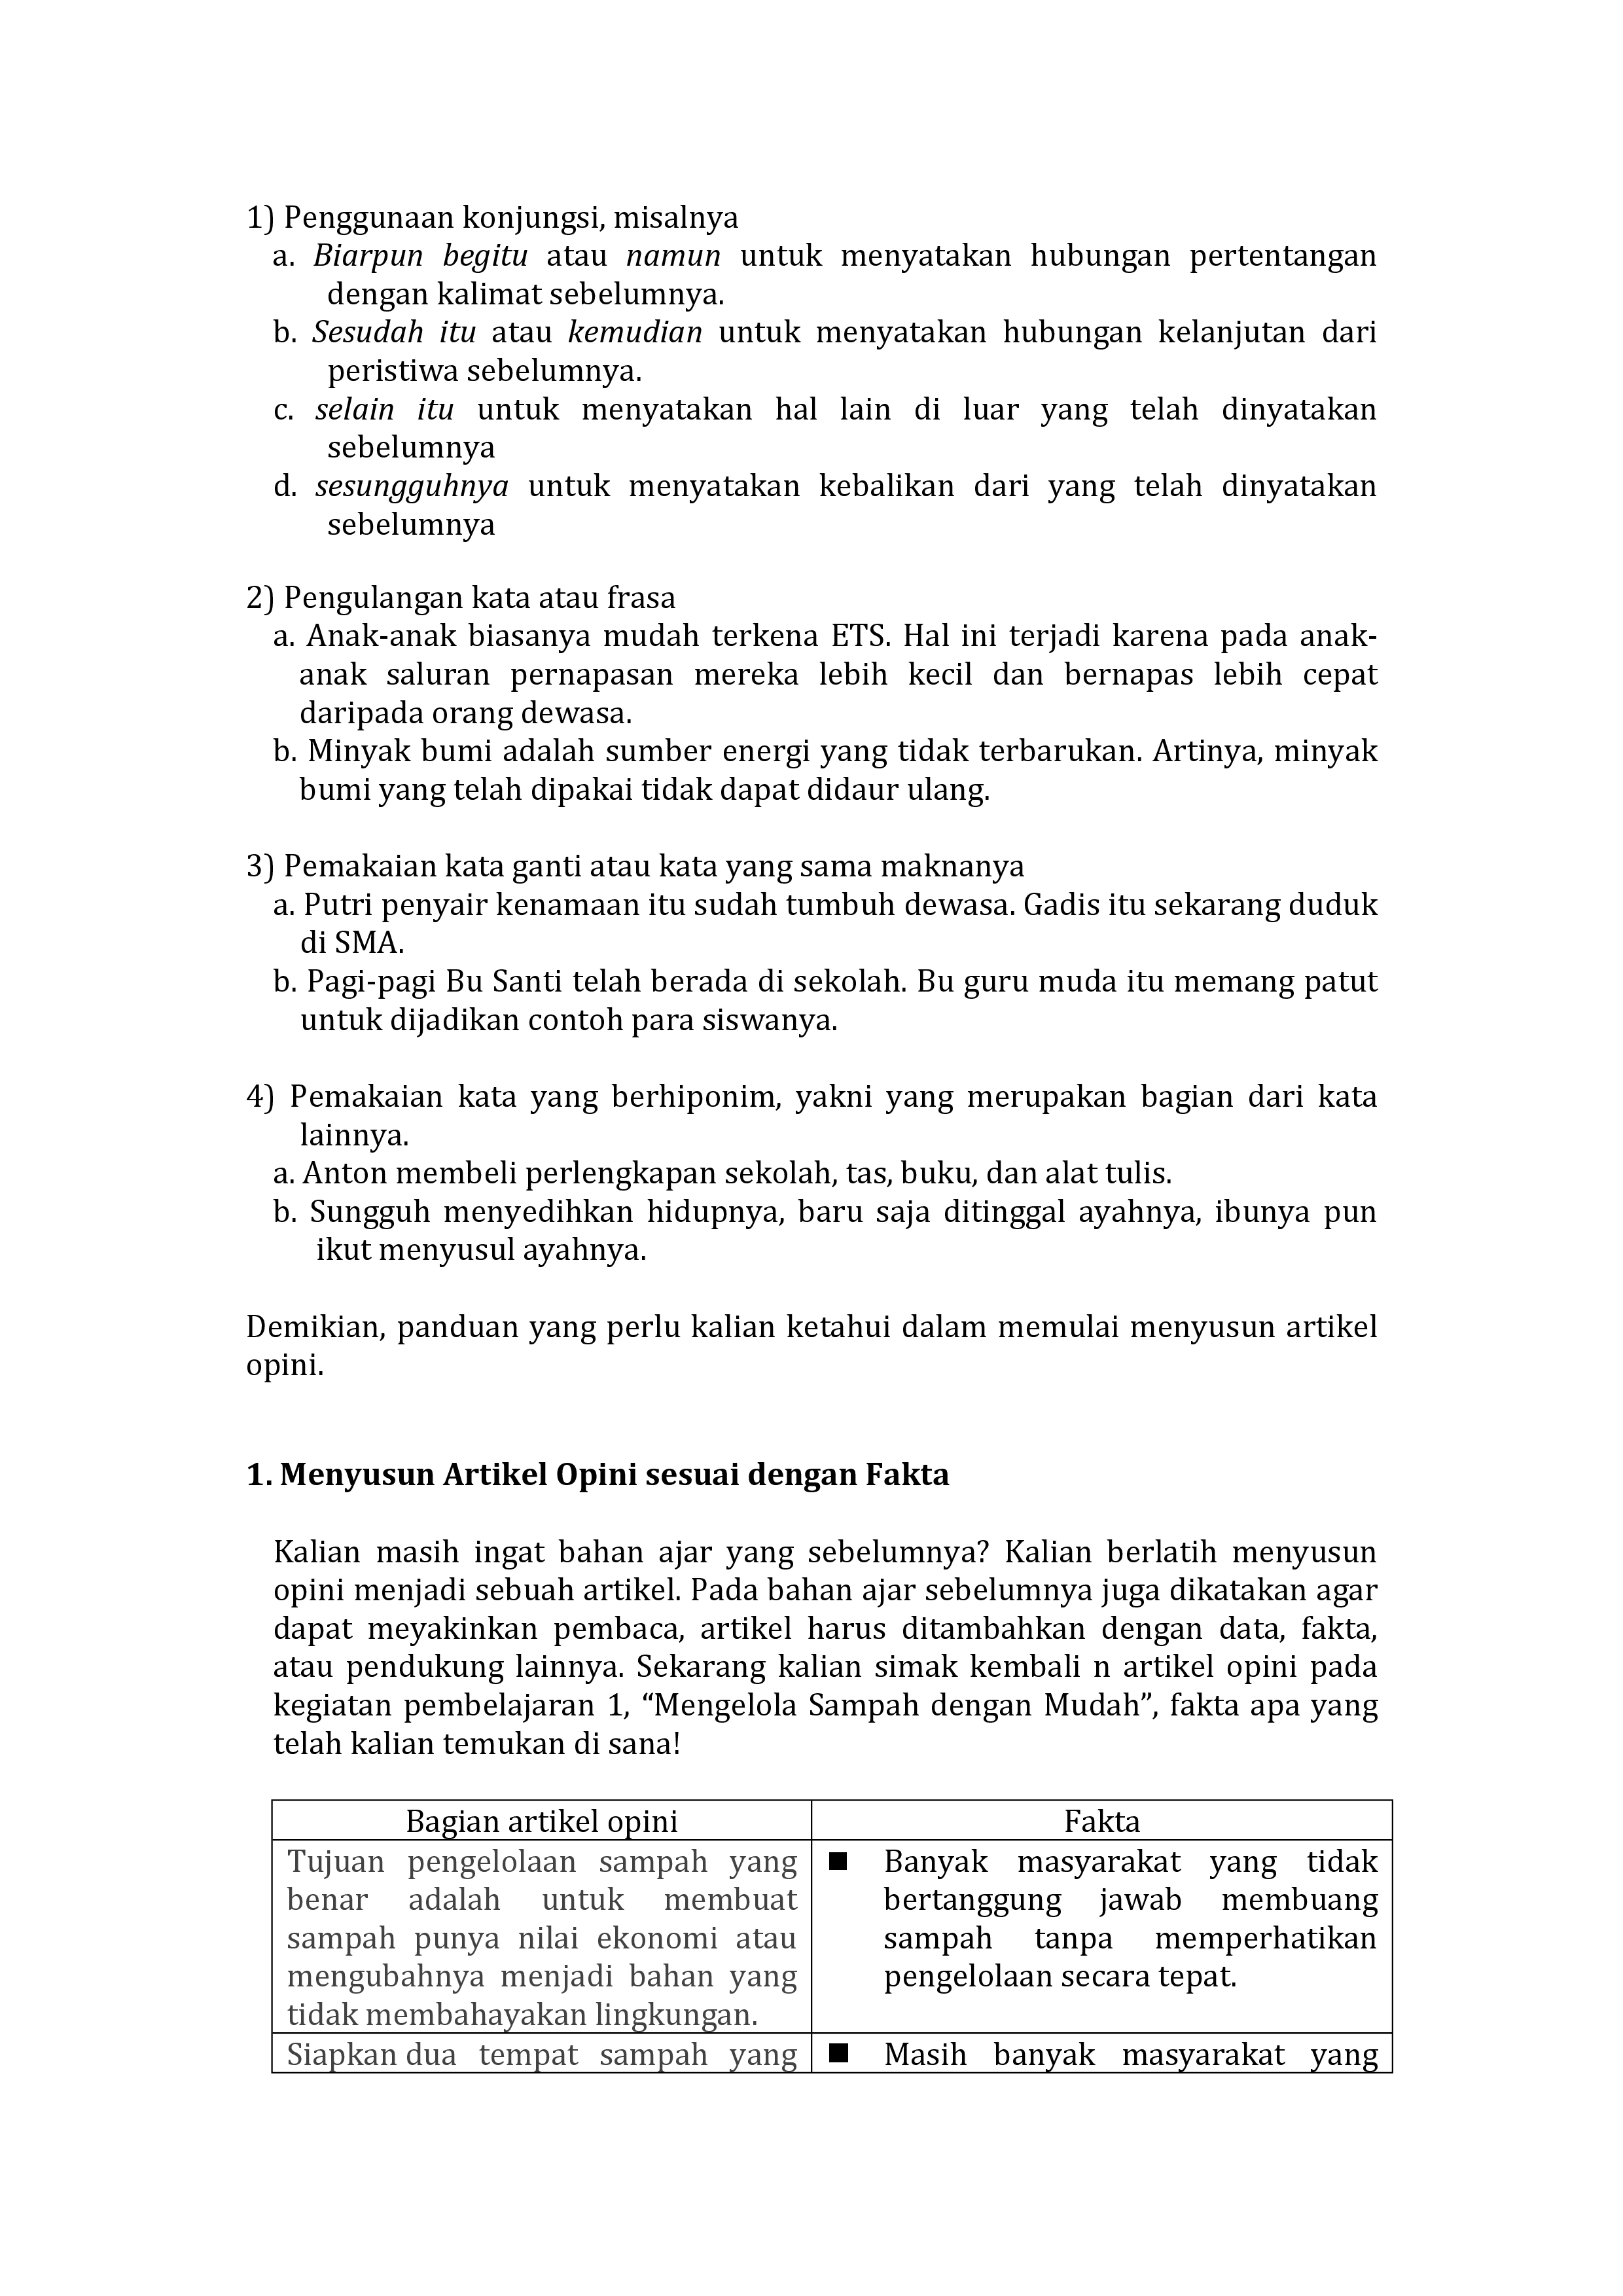 1) Penggunaan konjungsi, misalnya
a. Biarpun begitu atau namun untuk menyatakan hubungan pertentangan
dengan kalimat sebelumnya.
b. Sesudah itu atau kemudian untuk menyatakan hubungan kelanjutan dari
peristiwa sebelumnya.
c. selain itu untuk menyatakan hal lain di luar yang telah dinyatakan
sebelumnya
d. sesungguhnya untuk menyatakan kebalikan dari yang telah dinyatakan
sebelumnya
2) Pengulangan kata atau frasa
a. Anak-anak biasanya mudah terkena ETS. Hal ini terjadi karena pada anak-
anak saluran pernapasan mereka lebih kecil dan bernapas lebih cepat
daripada orang dewasa.
b. Minyak bumi adalah sumber energi yang tidak terbarukan. Artinya, minyak
bumi yang telah dipakai tidak dapat didaur ulang.
3) Pemakaian kata ganti atau kata yang sama maknanya
a. Putri penyair kenamaan itu sudah tumbuh dewasa. Gadis itu sekarang duduk
di SMA.
b. Pagi-pagi Bu Santi telah berada di sekolah. Bu guru muda itu memang patut
untuk dijadikan contoh para siswanya.
4) Pemakaian kata yang berhiponim, yakni yang merupakan bagian dari kata
lainnya.
a. Anton membeli perlengkapan sekolah, tas, buku, dan alat tulis.
b. Sungguh menyedihkan hidupnya, baru saja ditinggal ayahnya, ibunya pun
ikut menyusul ayahnya.
Demikian, panduan yang perlu kalian ketahui dalam memulai menyusun artikel
opini.
1. Menyusun Artikel Opini sesuai dengan Fakta
Kalian masih ingat bahan ajar yang sebelumnya? Kalian berlatih menyusun
opini menjadi sebuah artikel. Pada bahan ajar sebelumnya juga dikatakan agar
dapat meyakinkan pembaca, artikel harus ditambahkan dengan data, fakta,
atau pendukung lainnya. Sekarang kalian simak kembali n artikel opini pada
kegiatan pembelajaran 1, “Mengelola Sampah dengan Mudah”, fakta apa yang
telah kalian temukan di sana!
Bagian artikel opini
Fakta
Tujuan pengelolaan sampah yang
benar adalah untuk membuat
sampah punya nilai ekonomi atau
mengubahnya menjadi bahan yang
tidak membahayakan lingkungan.
■ Banyak masyarakat yang tidak
bertanggung jawab membuang
sampah tanpa memperhatikan
pengelolaan secara tepat.
Siapkan dua tempat sampah yang
■ Masih banyak masyarakat yang